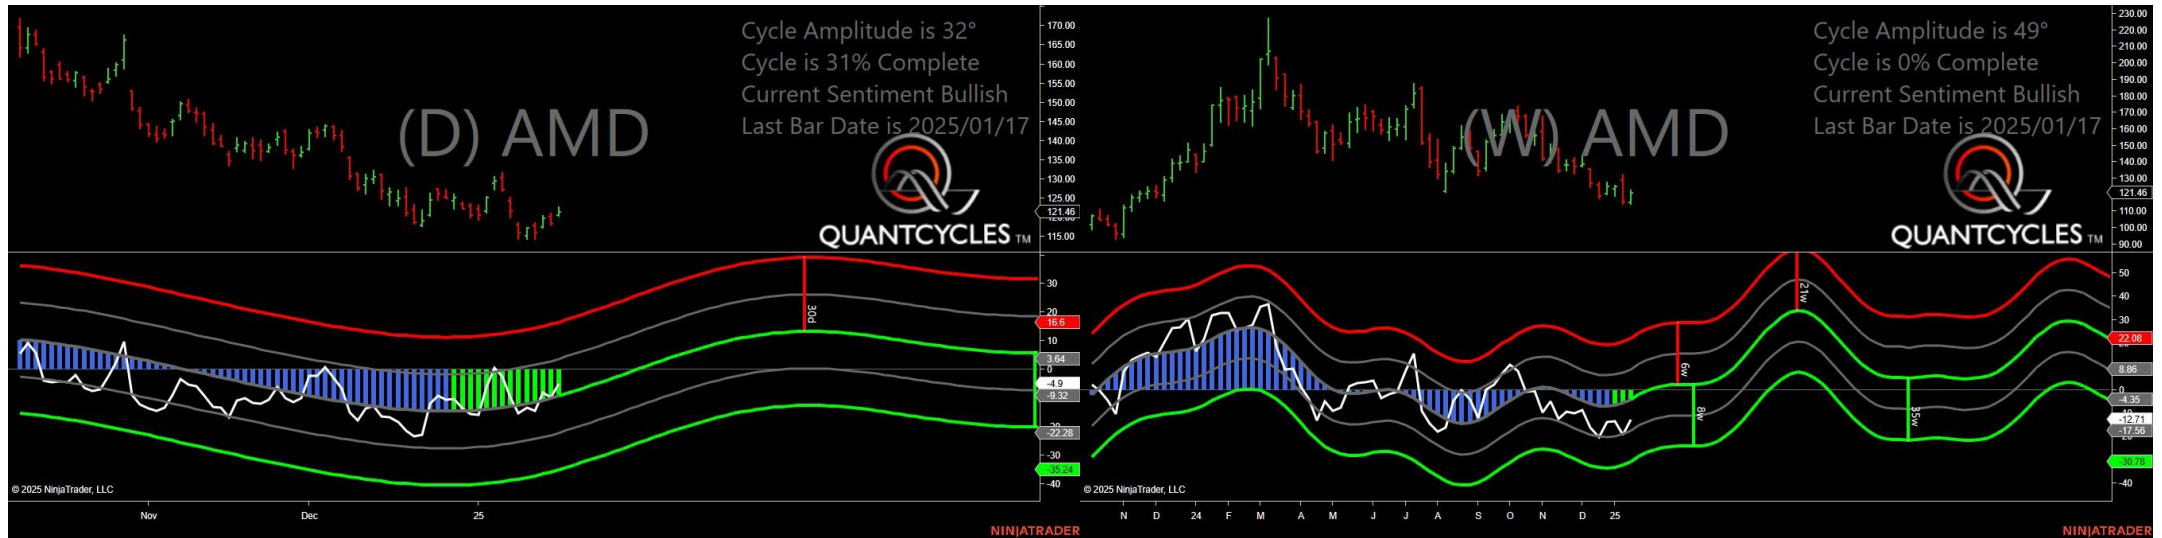 Cycle Amplitude is 32°
Cycle is 31% Complete
Current Sentiment Bullish
Last Bar Date is 2025/01/17
(D) AMD
QUANTCYCLES TM
170.00
165.00
160.00
155.00
150.00
145.00
140.00
135.00
130.00
125.00
121.46
115.00
30
20
16.6
10
3.64
0
-4.9
-9.32
-22.28
-30
-35.24
-40
30d
© 2025 NinjaTrader, LLC
Nov
Dec
25
NINJATRADER
Cycle Amplitude is 49°
Cycle is 0% Complete
Current Sentiment Bullish
Last Bar Date is 2025/01/17
(W) AMD
QUANTCYCLES TM
230.00
220.00
210.00
200.00
190.00
180.00
170.00
160.00
150.00
140.00
130.00
121.46
110.00
100.00
90.00
50
40
30
22.08
8.86
0
-4.35
-12.71
-17.56
-30.78
-40
6w
8w
21w
35w
© 2025 NinjaTrader, LLC
N
D
24
F
M
A
M
J
J
A
S
O
N
D
25
NINJATRADER